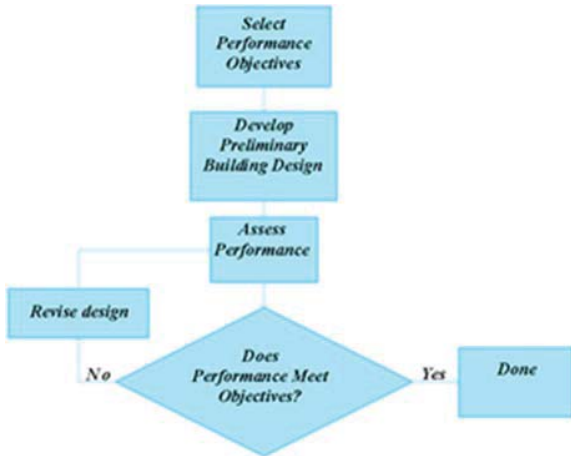 Select
Performance
Objectives
Develop
Preliminary
Building Design
Assess
Performance
Revise design
Does
Performance Meet
Objectives?
No
Yes
Done